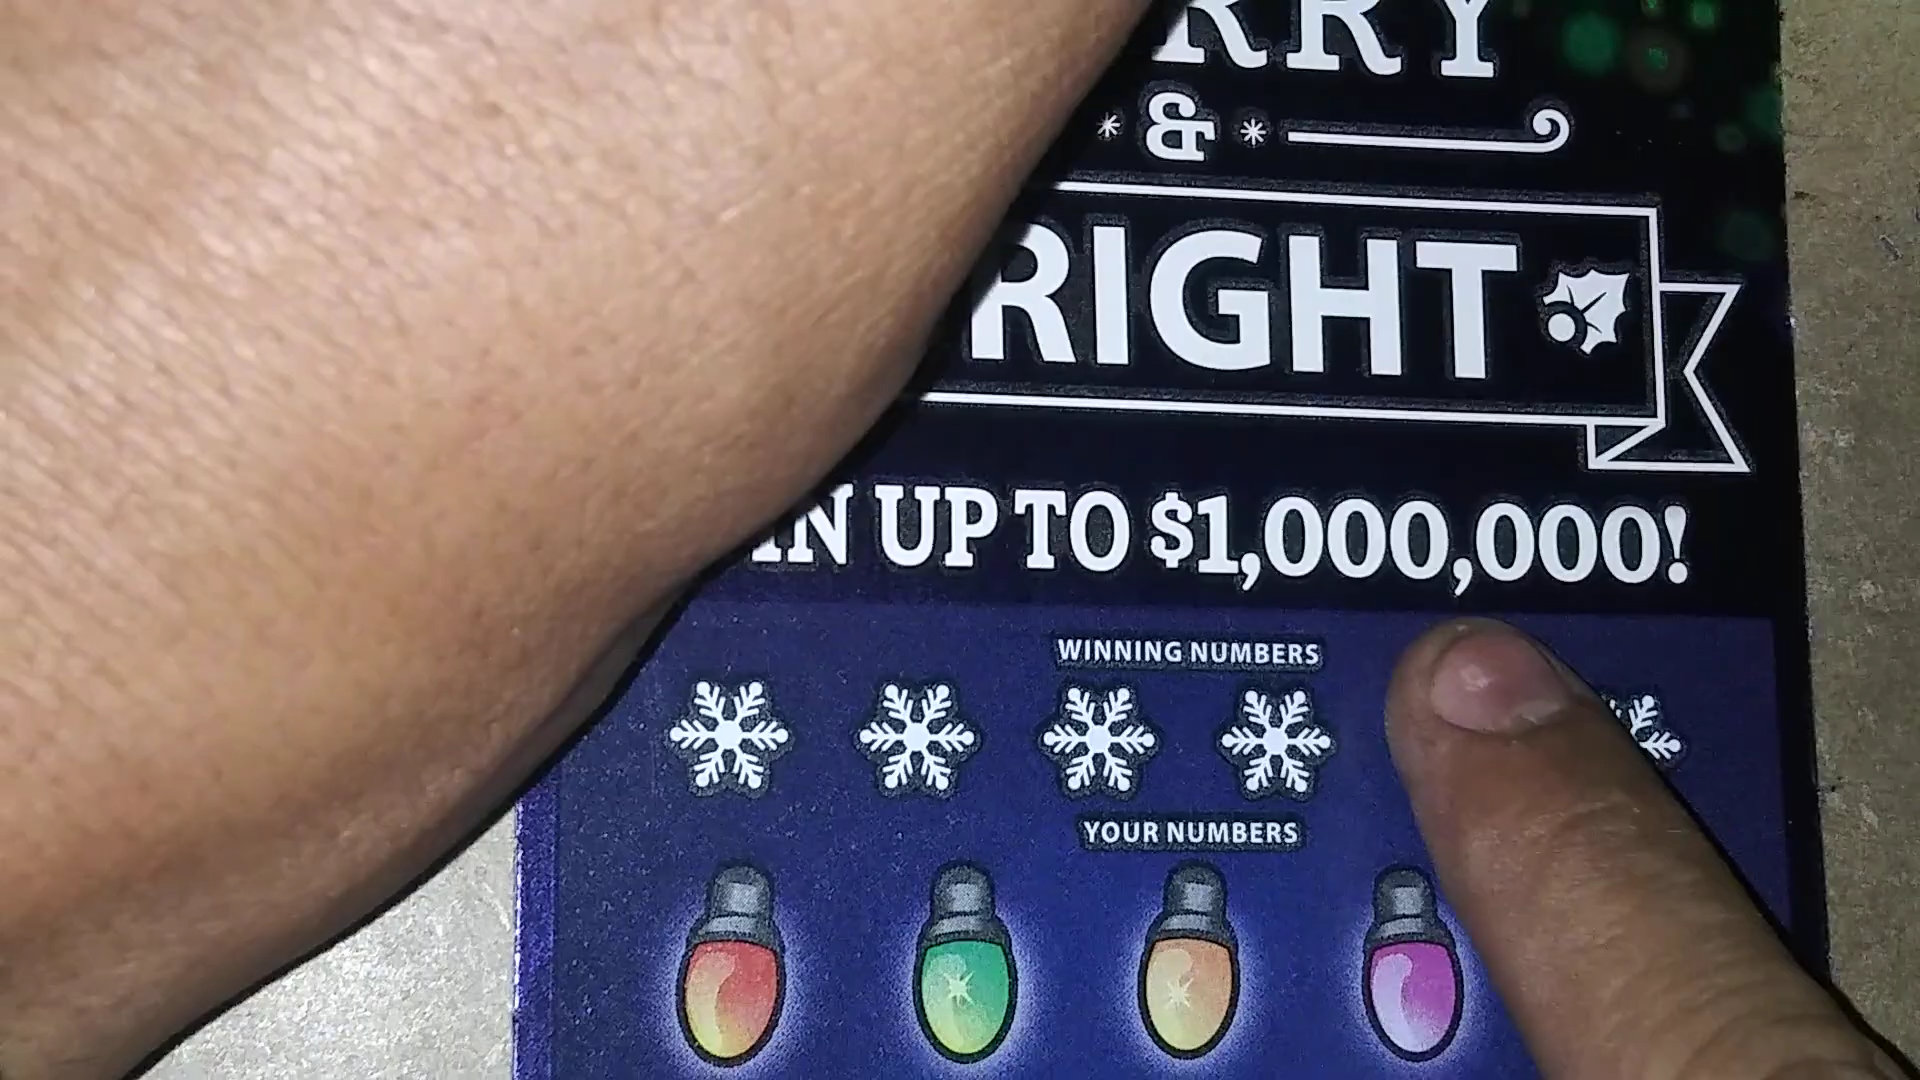 RRY
&
RIGHT
IN UP TO $1,000,000!
WINNING NUMBERS
YOUR NUMBERS